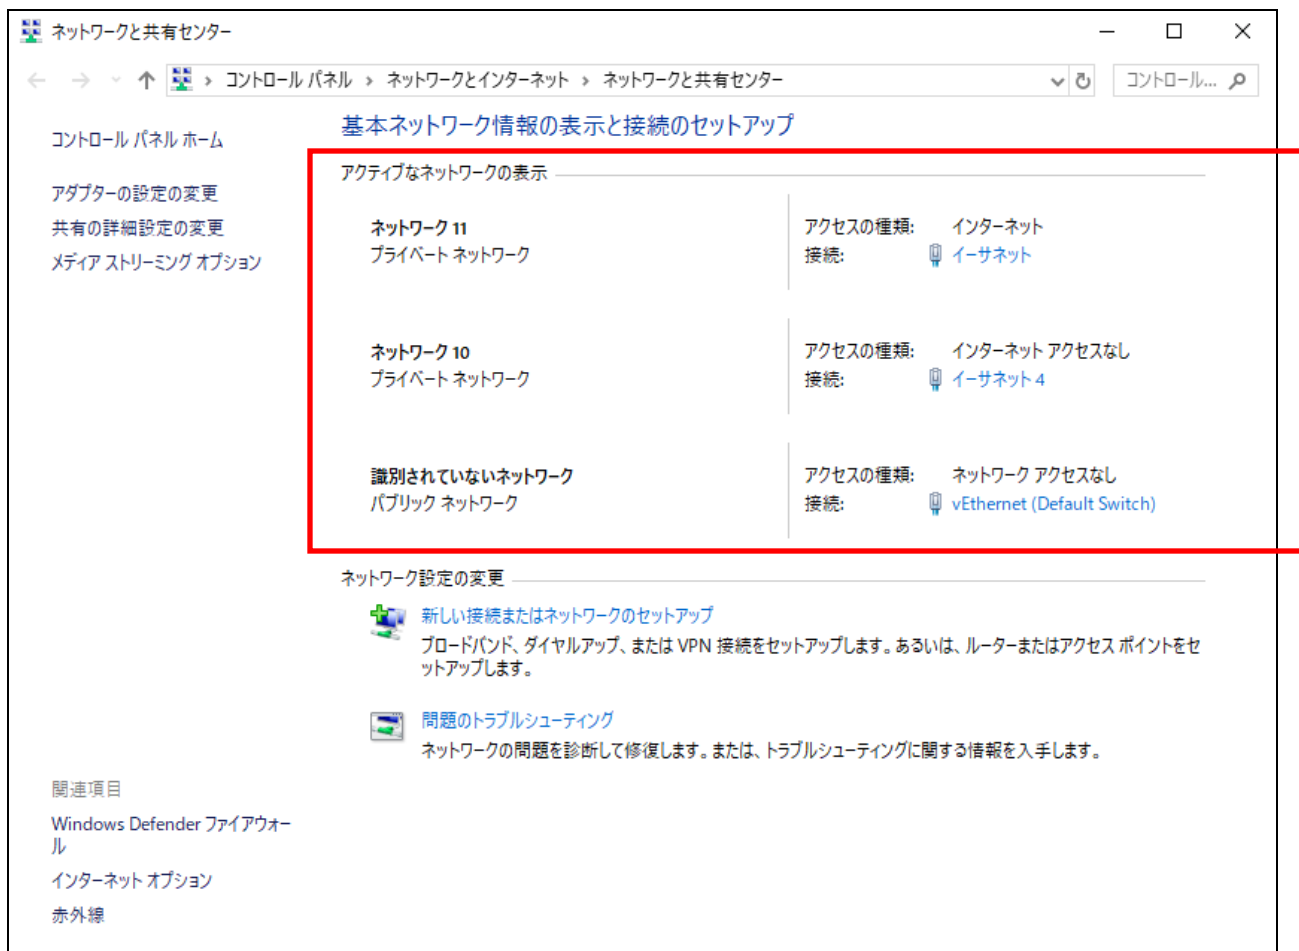 ネットワークと共有センター
コントロール パネル › ネットワークとインターネット › ネットワークと共有センター
コントロール...
コントロール パネル ホーム
アダプターの設定の変更
共有の詳細設定の変更
メディア ストリーミング オプション
基本ネットワーク情報の表示と接続のセットアップ
アクティブなネットワークの表示
ネットワーク 11
プライベート ネットワーク
アクセスの種類: インターネット
接続: イーサネット
ネットワーク 10
プライベート ネットワーク
アクセスの種類: インターネット アクセスなし
接続: イーサネット 4
識別されていないネットワーク
パブリック ネットワーク
アクセスの種類: ネットワーク アクセスなし
接続: vEthernet (Default Switch)
ネットワーク設定の変更
新しい接続またはネットワークのセットアップ
ブロードバンド、ダイヤルアップ、または VPN 接続をセットアップします。あるいは、ルーターまたはアクセス ポイントをセ
ットアップします。
問題のトラブルシューティング
ネットワークの問題を診断して修復します。または、トラブルシューティングに関する情報を入手します。
関連項目
Windows Defender ファイアウォー
ル
インターネット オプション
赤外線